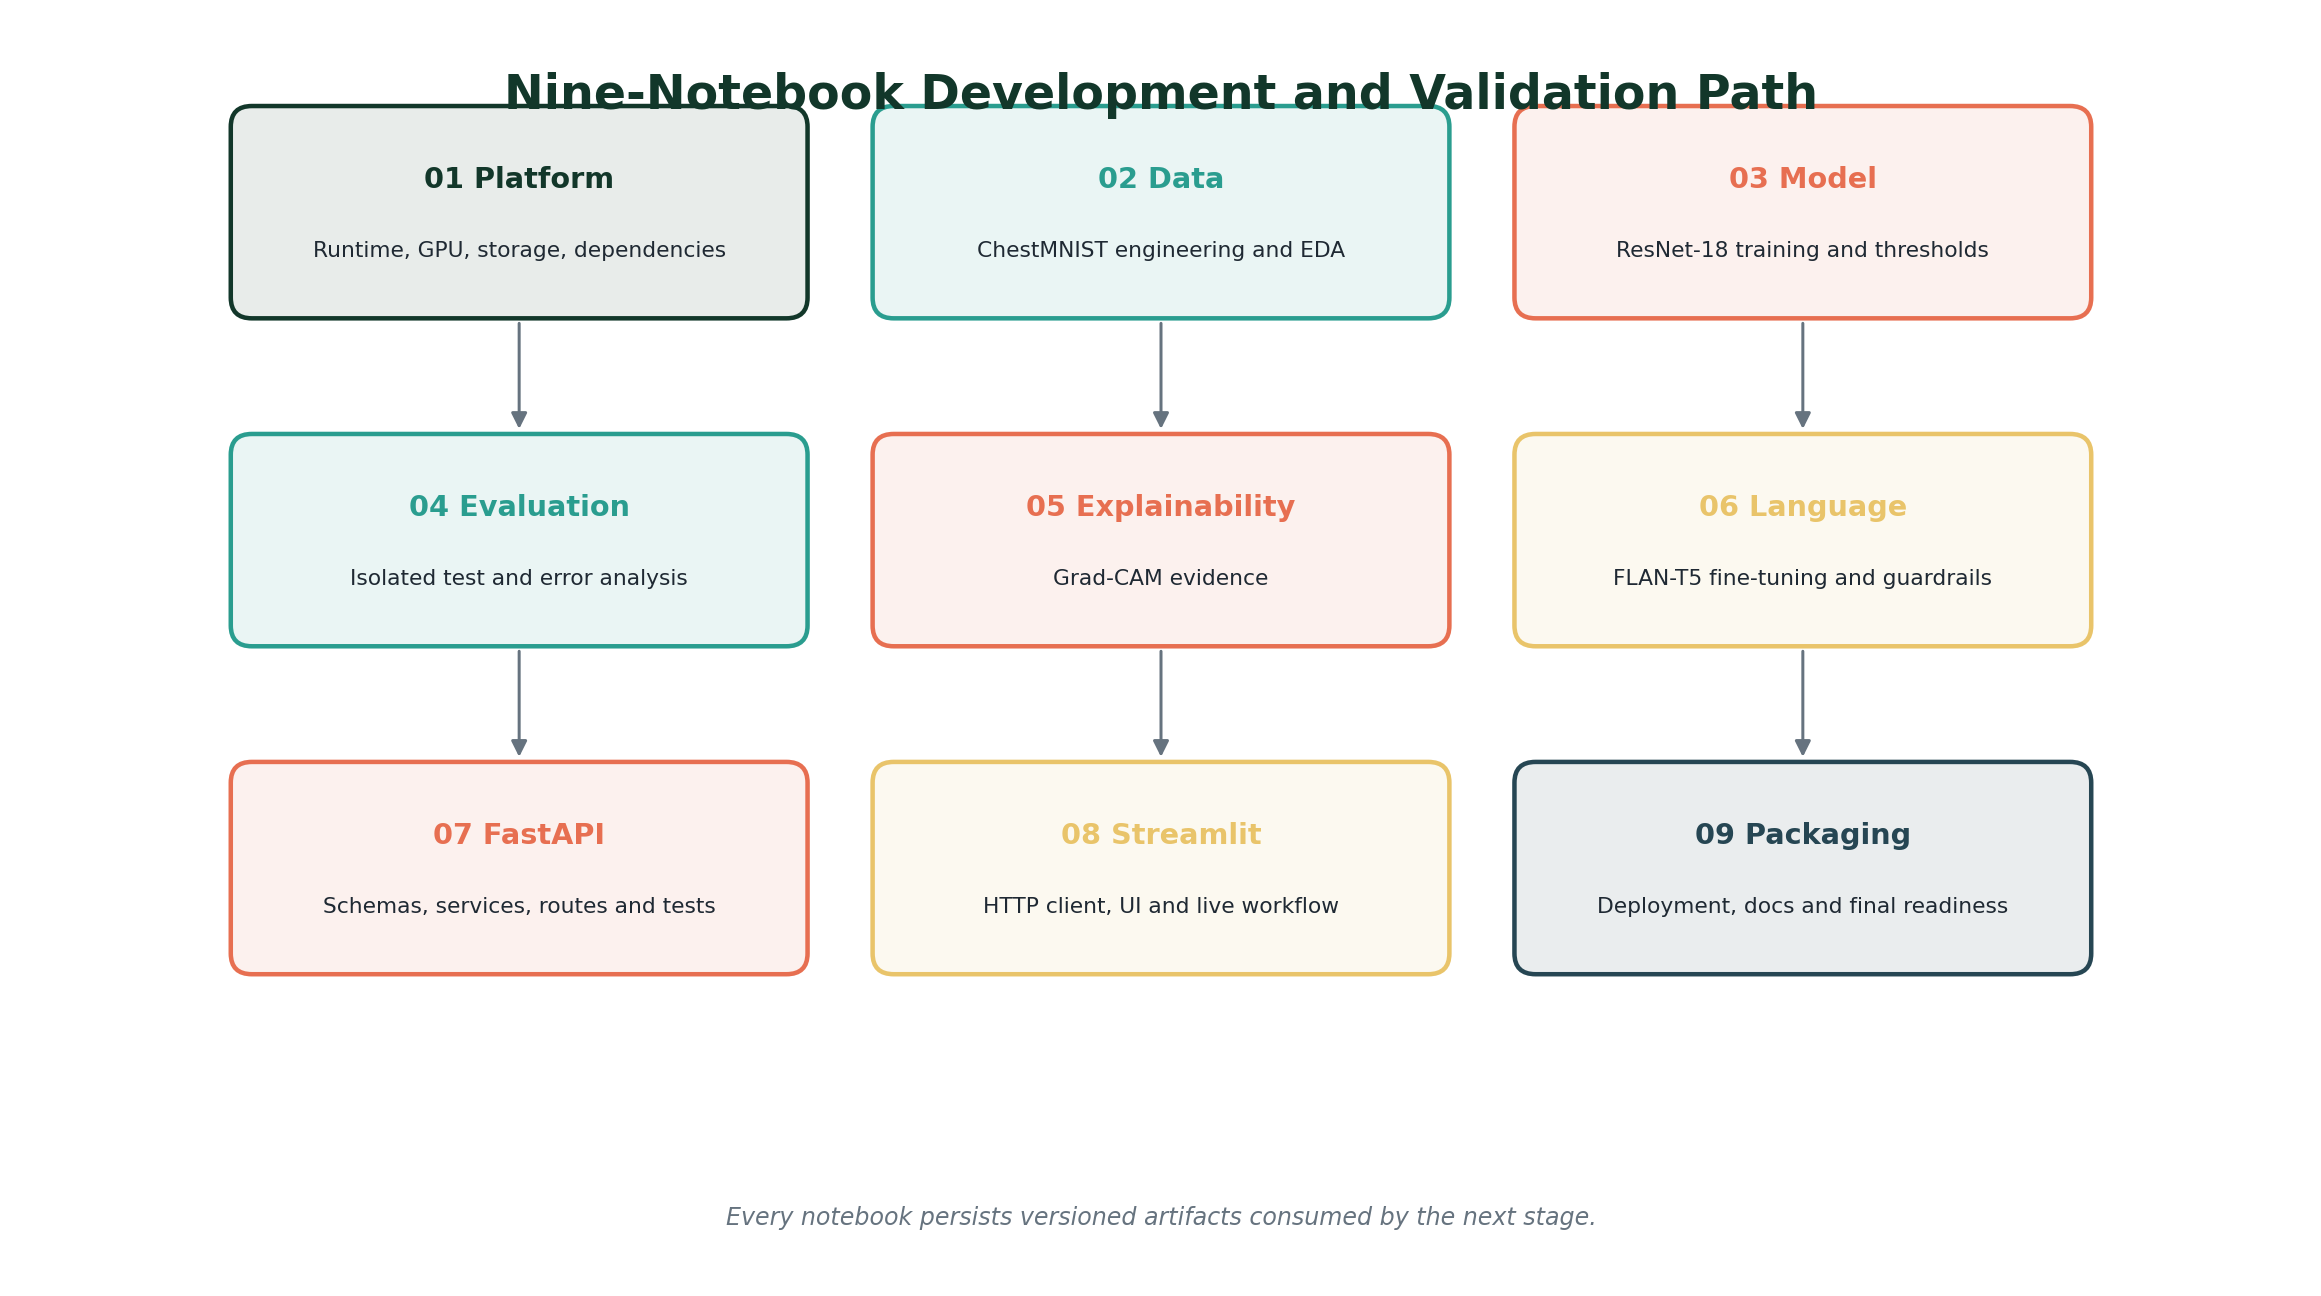 Nine-Notebook Development and Validation Path
01 Platform
Runtime, GPU, storage, dependencies
02 Data
ChestMNIST engineering and EDA
03 Model
ResNet-18 training and thresholds
04 Evaluation
Isolated test and error analysis
05 Explainability
Grad-CAM evidence
06 Language
FLAN-T5 fine-tuning and guardrails
07 FastAPI
Schemas, services, routes and tests
08 Streamlit
HTTP client, UI and live workflow
09 Packaging
Deployment, docs and final readiness
Every notebook persists versioned artifacts consumed by the next stage.